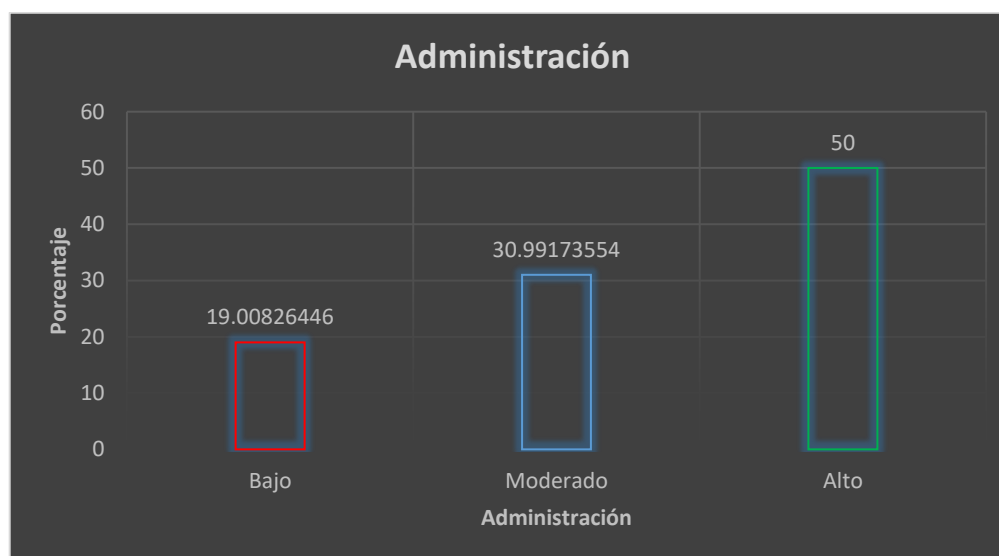 Administración
60
50
40
30
20
10
0
Porcentaje
19.00826446
30.99173554
50
Bajo
Moderado
Alto
Administración